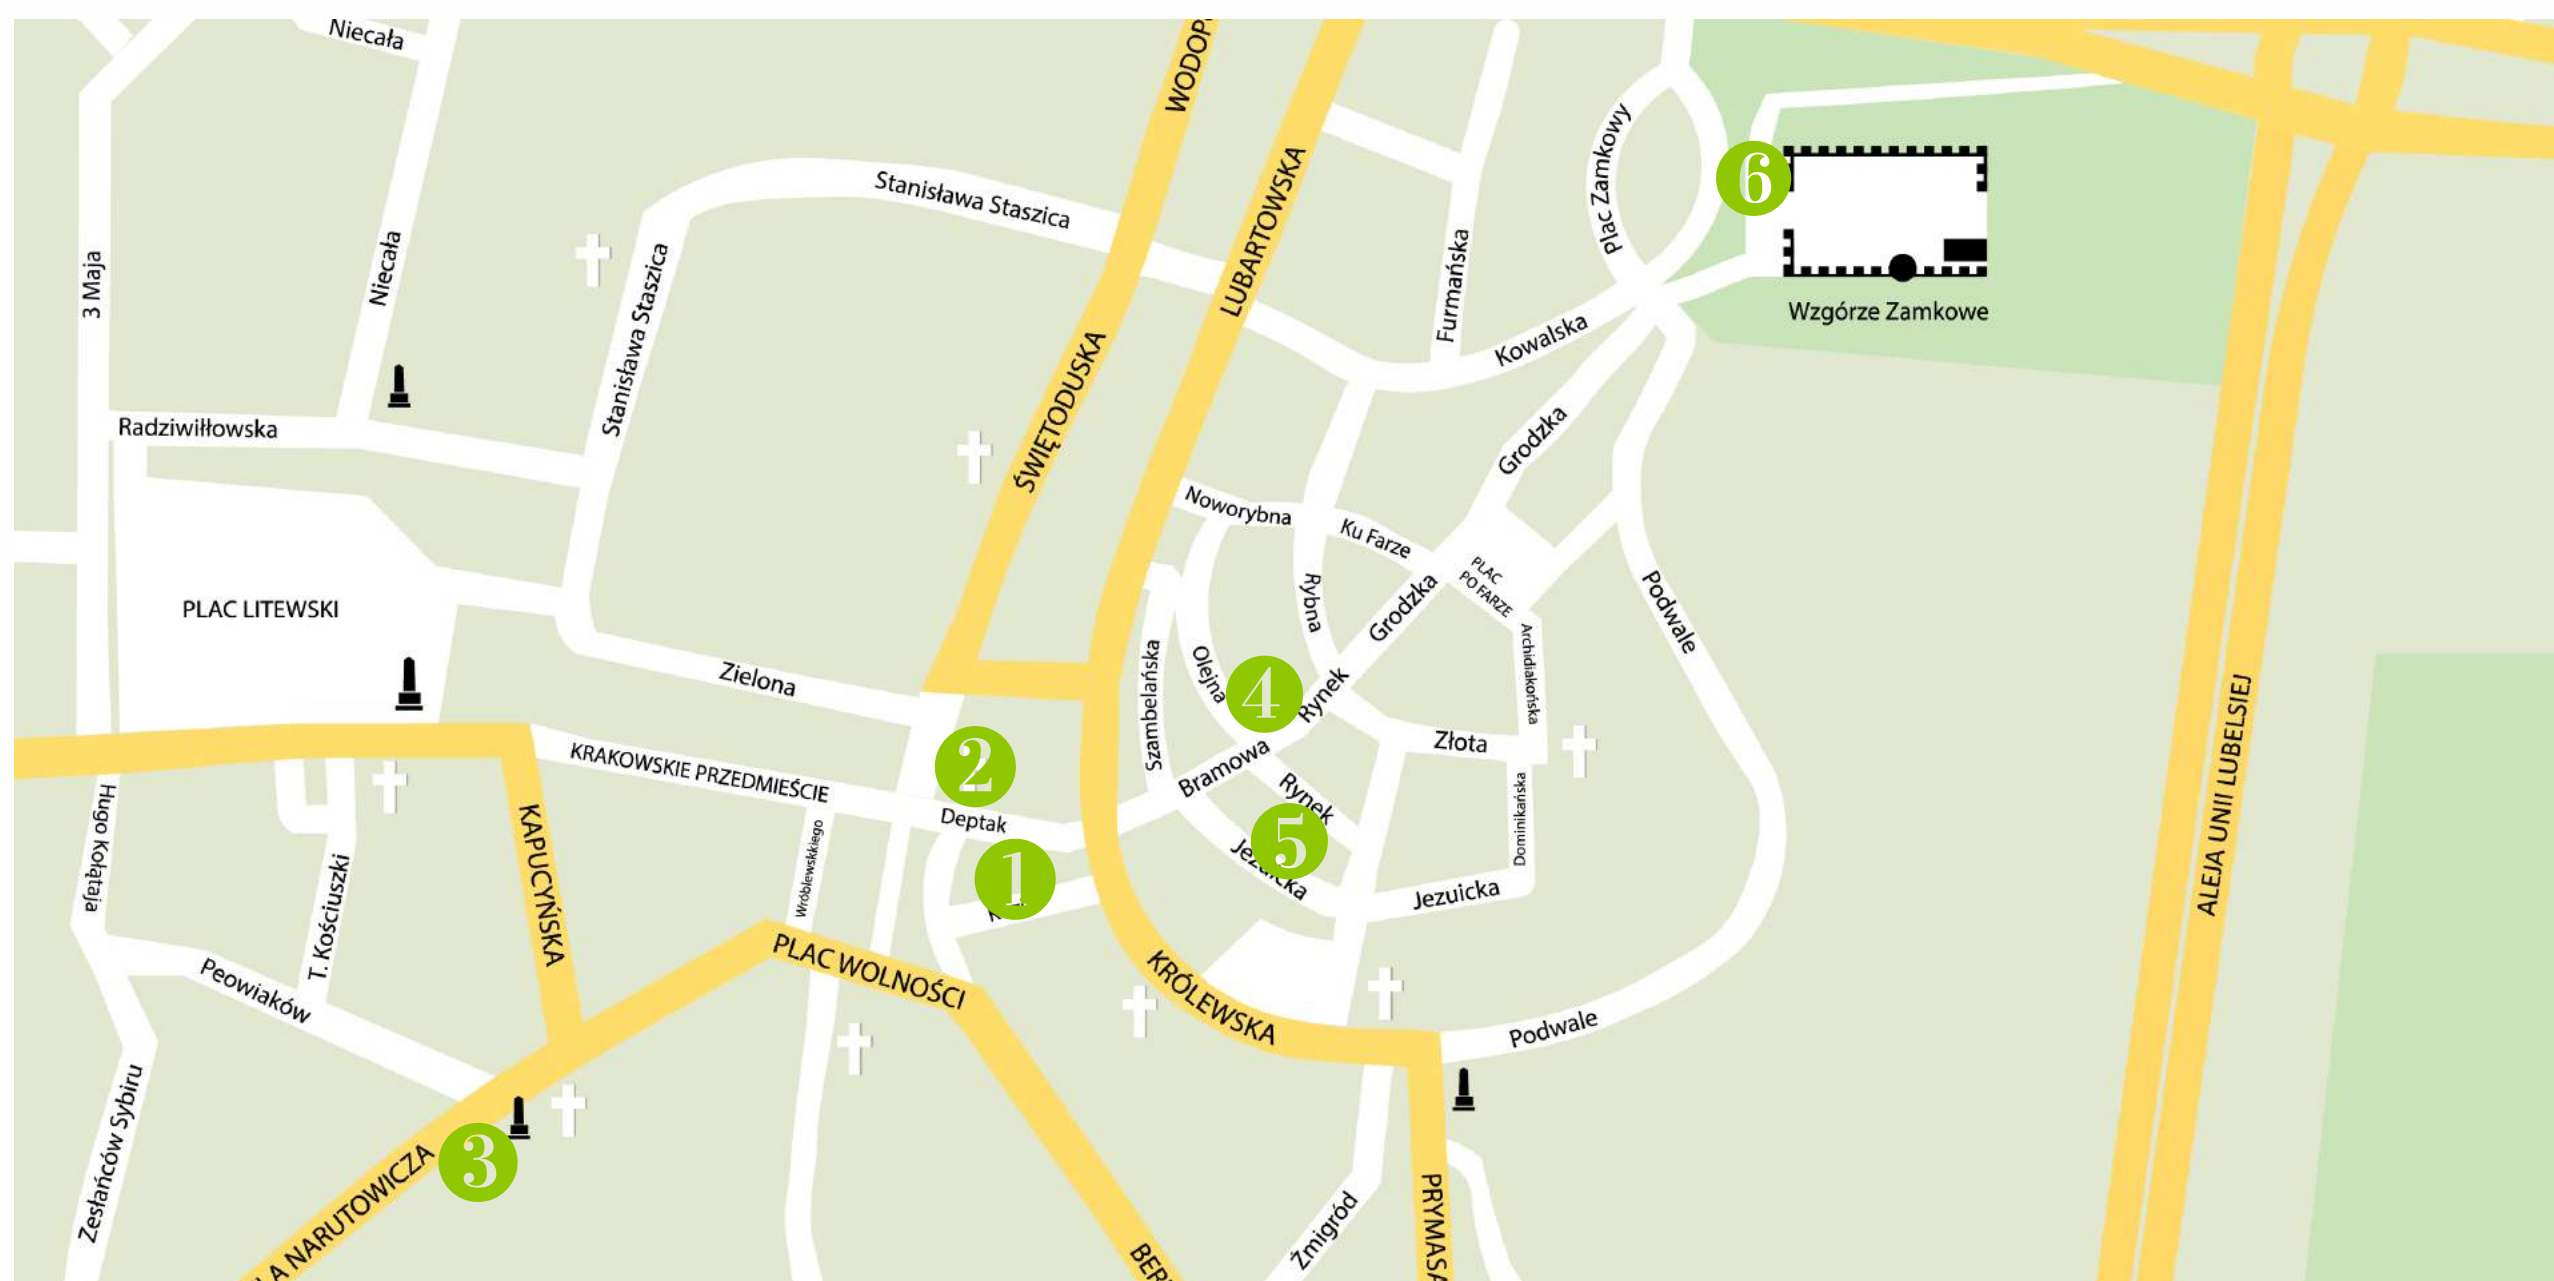 Niecała
WODOP
Plac Zamkowy
LUBARTOWSKA
6
Stanisława Staszica
3 Maja
Niecała
Stanisława Staszica
Furmańska
Wzgórze Zamkowe
Kowalska
ŚWIĘTODUSKA
Radziwiłłowska
Grodzka
Noworybna
Ku Farze
PLAC
PO FARZE
Rybna
Grodzka
Podwale
PLAC LITEWSKI
Archidiakońska
Szambelańska
Olejna
4
Rynek
Zielona
Złota
ALEJA UNII LUBELSIEJ
2
KRAKOWSKIE PRZEDMIEŚCIE
Bramowa
Rynek
Deptak
5
Dominikańska
Hugo Kołątaja
KAPUCYŃSKA
Wróblewskkiego
1
Jezuicka
Jezuicka
T. Kościuszki
PLAC WOLNOŚCI
Peowiaków
KRÓLEWSKA
Podwale
Zesłańców Sybiru
3
LA NARUTOWICZA
Żmigród
PRYMASA
BER